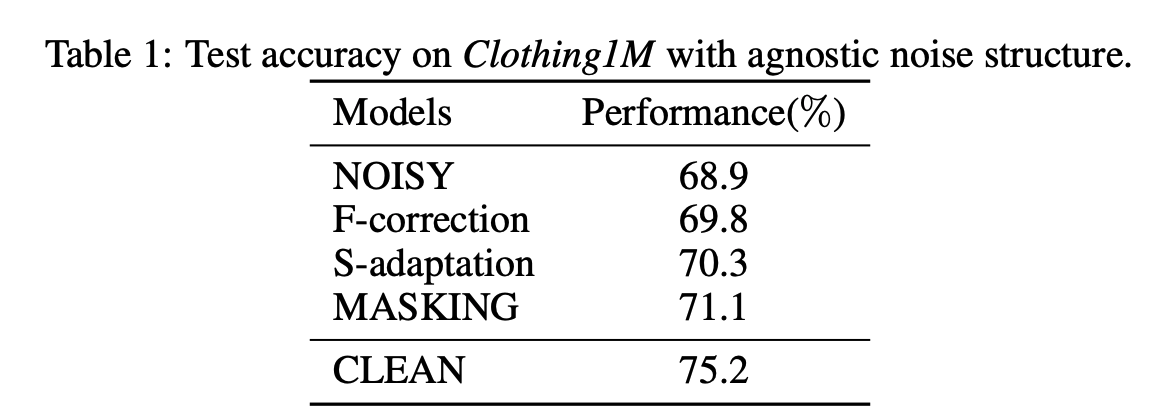 Table 1: Test accuracy on Clothing1M with agnostic noise structure.
Models Performance(%)
NOISY 68.9
F-correction 69.8
S-adaptation 70.3
MASKING 71.1
CLEAN 75.2